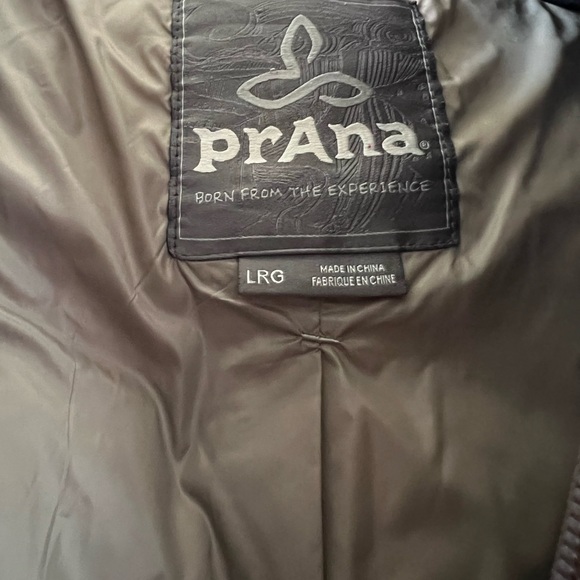 prAna®
BORN FROM THE EXPERIENCE
LRG
MADE IN CHINA
FABRIQUE EN CHINE